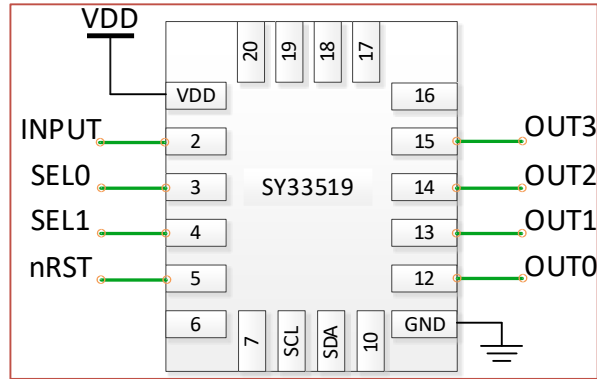 VDD
20 19 18 17
VDD 16
INPUT 2 15 OUT3
SEL0 3 SY33519 14 OUT2
SEL1 4 13 OUT1
nRST 5 12 OUT0
6 7 SCL SDA 10 GND